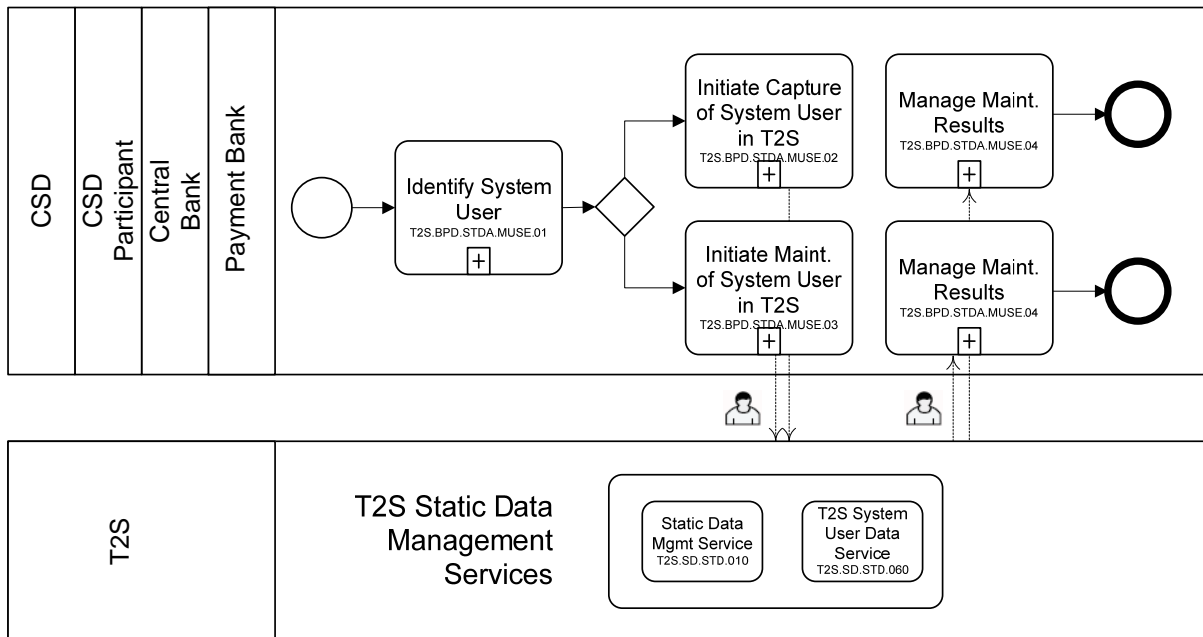 CSD
CSD
Participant
Central
Bank
Payment Bank
Identify System
User
T2S.BPD.STDA.MUSE.01
Initiate Capture
of System User
in T2S
T2S.BPD.STDA.MUSE.02
Manage Maint.
Results
T2S.BPD.STDA.MUSE.04
Initiate Maint.
of System User
in T2S
T2S.BPD.STDA.MUSE.03
Manage Maint.
Results
T2S.BPD.STDA.MUSE.04
T2S
T2S Static Data
Management
Services
Static Data
Mgmt Service
T2S.SD.STD.010
T2S System
User Data
Service
T2S.SD.STD.060